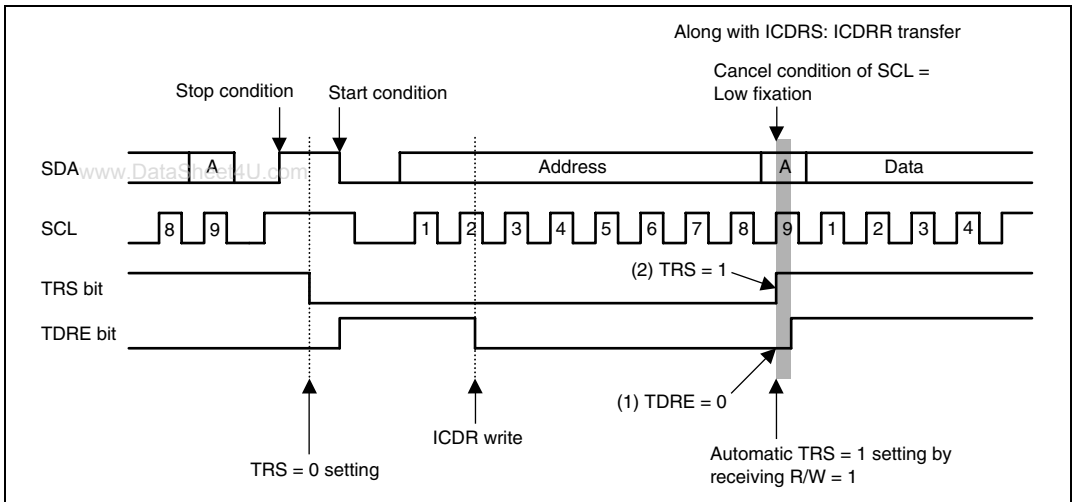 Along with ICDRS: ICDRR transfer
Cancel condition of SCL =
Low fixation
Stop condition
Start condition
SDA
www.DataSheet4U.com
A
Address
A
Data
SCL
8 9 1 2 3 4 5 6 7 8 9 1 2 3 4
(2) TRS = 1
TRS bit
TDRE bit
(1) TDRE = 0
ICDR write
TRS = 0 setting
Automatic TRS = 1 setting by
receiving R/W = 1